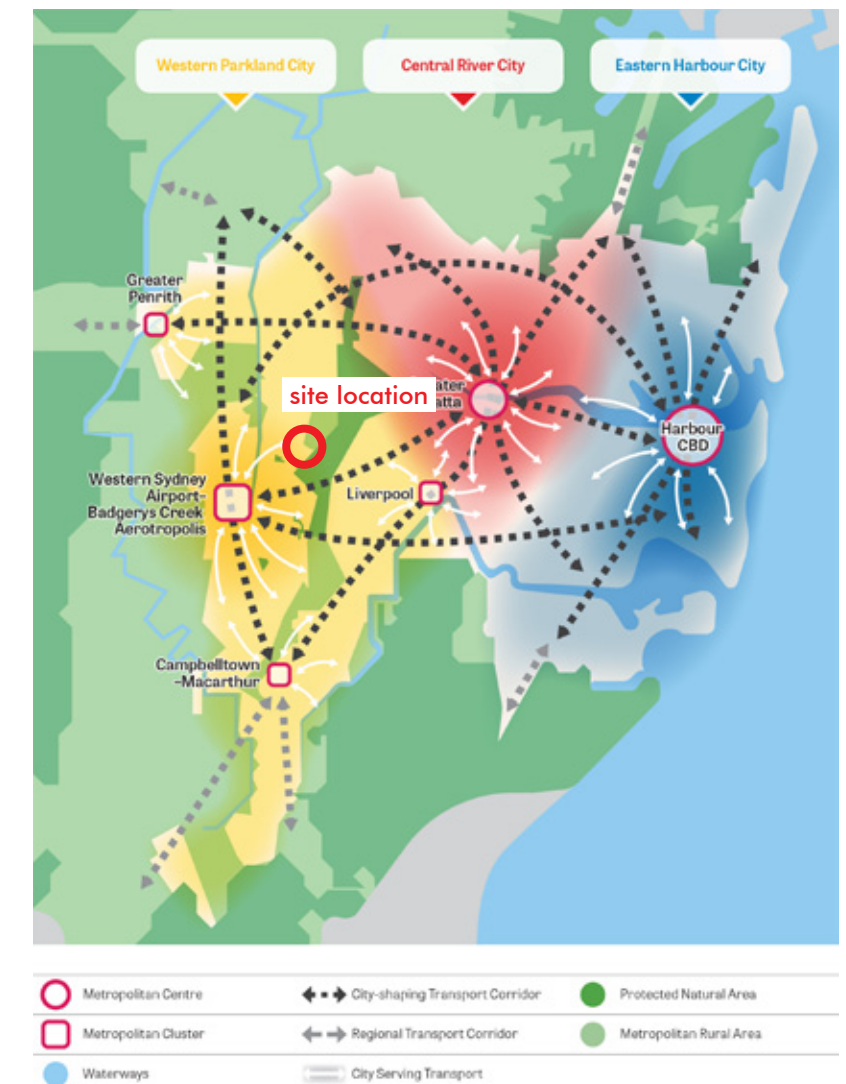 Western Parkland City
Central River City
Eastern Harbour City
Greater
Penrith
site location
ater
atta
Harbour
CBD
Western Sydney
Airport–
Badgerys Creek
Aerotropolis
Liverpool
Campbelltown
–Macarthur
Metropolitan Centre
City-shaping Transport Corridor
Protected Natural Area
Metropolitan Cluster
Regional Transport Corridor
Metropolitan Rural Area
Waterways
City Serving Transport